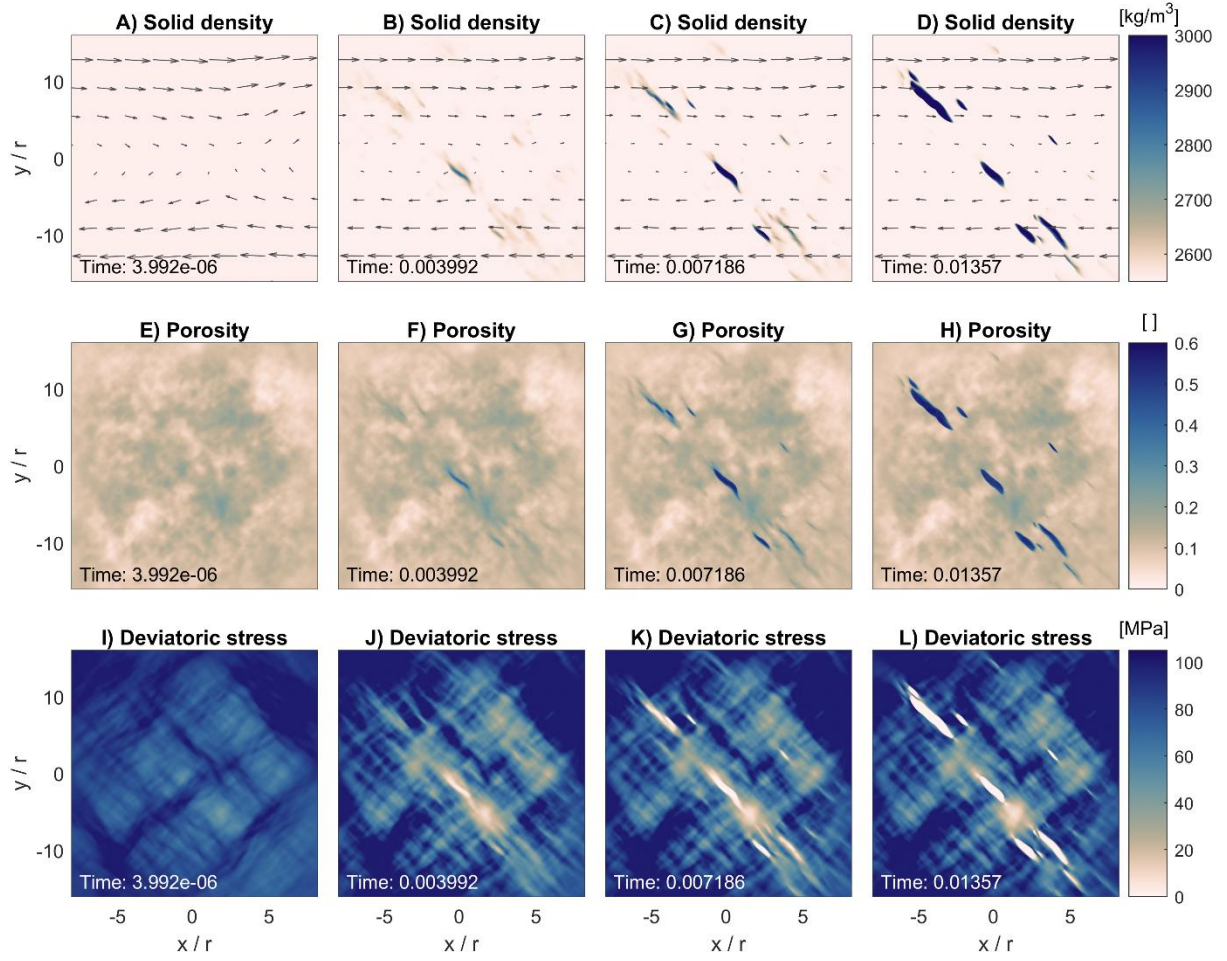 A) Solid density
B) Solid density
C) Solid density
D) Solid density
[kg/m³]
10
0
-10
y / r
Time: 3.992e-06
Time: 0.003992
Time: 0.007186
Time: 0.01357
3000
2900
2800
2700
2600
E) Porosity
F) Porosity
G) Porosity
H) Porosity
[ ]
10
0
-10
y / r
Time: 3.992e-06
Time: 0.003992
Time: 0.007186
Time: 0.01357
0.6
0.5
0.4
0.3
0.2
0.1
0
I) Deviatoric stress
J) Deviatoric stress
K) Deviatoric stress
L) Deviatoric stress
[MPa]
10
0
-10
y / r
Time: 3.992e-06
Time: 0.003992
Time: 0.007186
Time: 0.01357
100
80
60
40
20
0
-5 0 5
-5 0 5
-5 0 5
-5 0 5
x / r
x / r
x / r
x / r